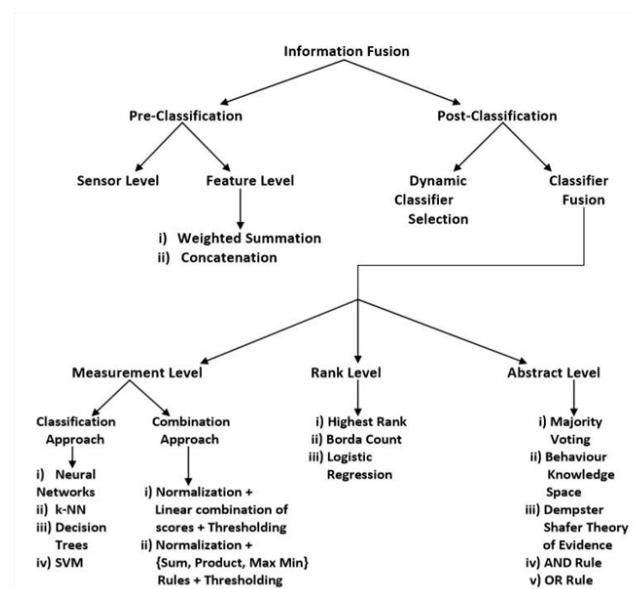 Information Fusion
Pre-Classification
Post-Classification
Sensor Level
Feature Level
i) Weighted Summation
ii) Concatenation
Dynamic
Classifier
Selection
Classifier
Fusion
Measurement Level
Rank Level
Abstract Level
Classification
Approach
i) Neural
Networks
ii) k-NN
iii) Decision
Trees
iv) SVM
Combination
Approach
i) Normalization +
Linear combination of
scores + Thresholding
ii) Normalization +
{Sum, Product, Max Min}
Rules + Thresholding
i) Highest Rank
ii) Borda Count
iii) Logistic
Regression
i) Majority
Voting
ii) Behaviour
Knowledge
Space
iii) Dempster
Shafer Theory
of Evidence
iv) AND Rule
v) OR Rule